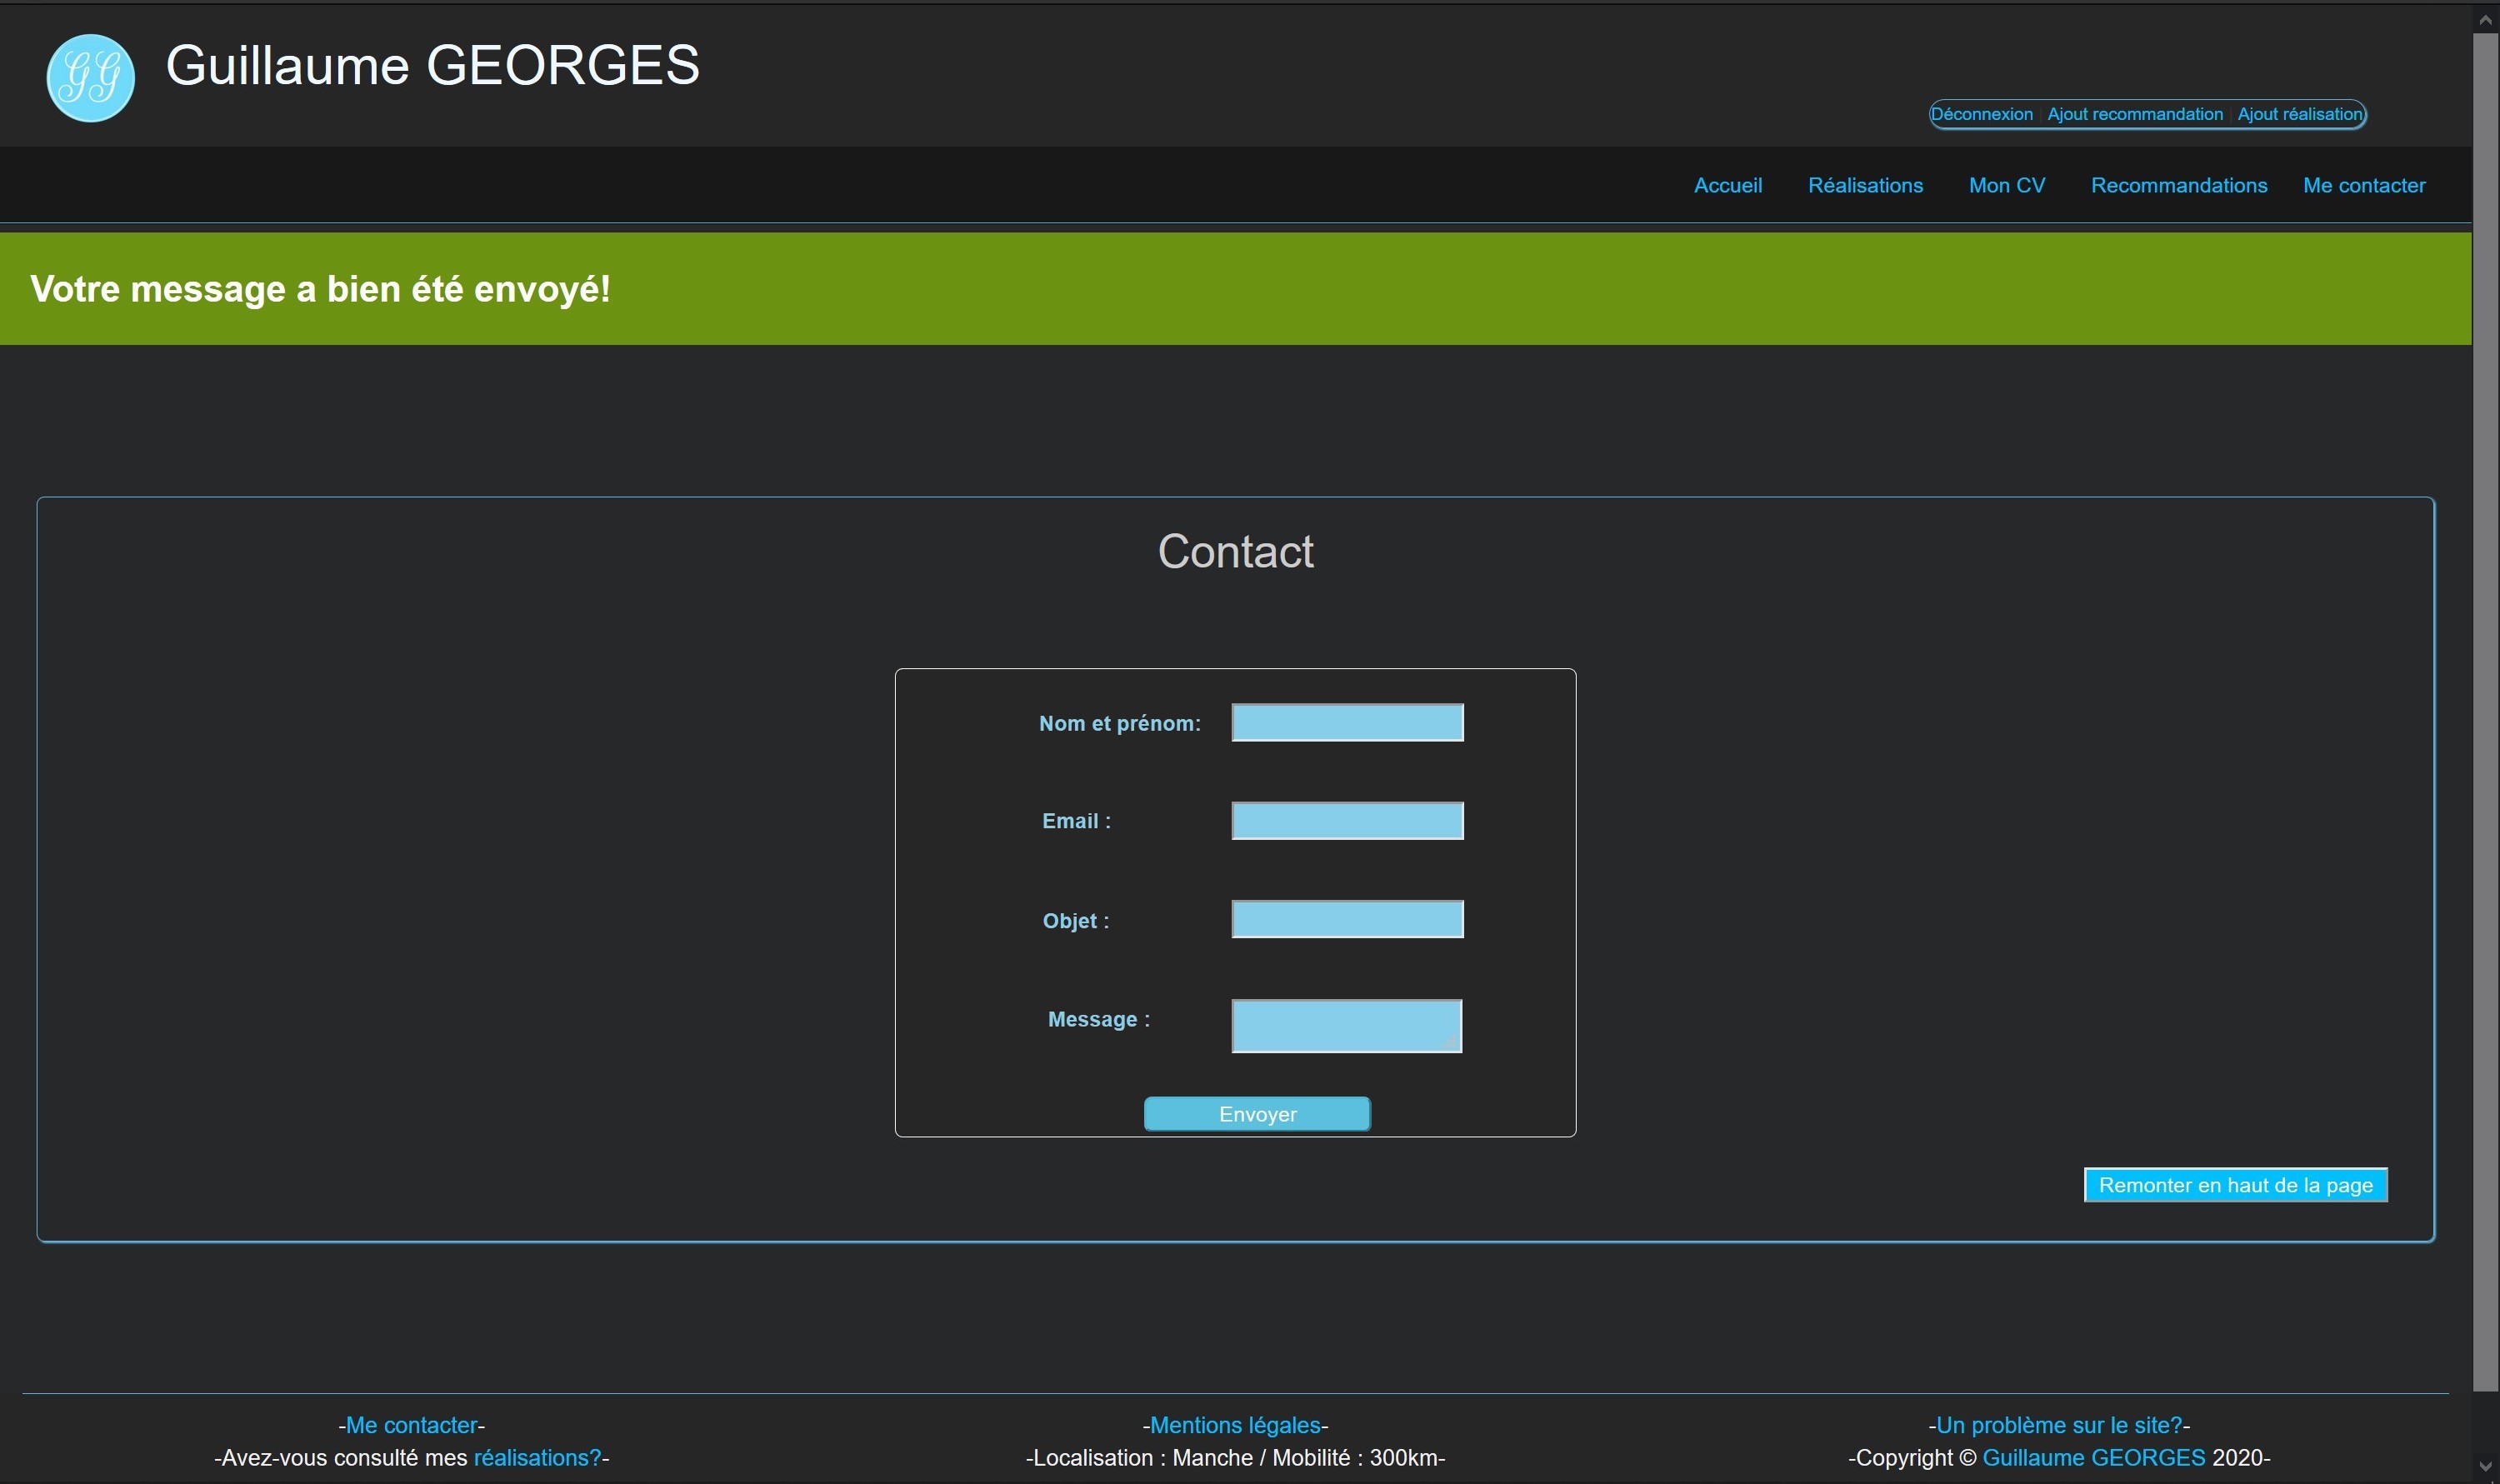 GG
Guillaume GEORGES
Déconnexion Ajout recommandation Ajout réalisation
Accueil Réalisations Mon CV Recommandations Me contacter
Votre message a bien été envoyé!
Contact
Nom et prénom:
Email :
Objet :
Message :
Envoyer
Remonter en haut de la page
-Me contacter- -Mentions légales- -Un problème sur le site?-
-Avez-vous consulté mes réalisations?- -Localisation : Manche / Mobilité : 300km- -Copyright © Guillaume GEORGES 2020-